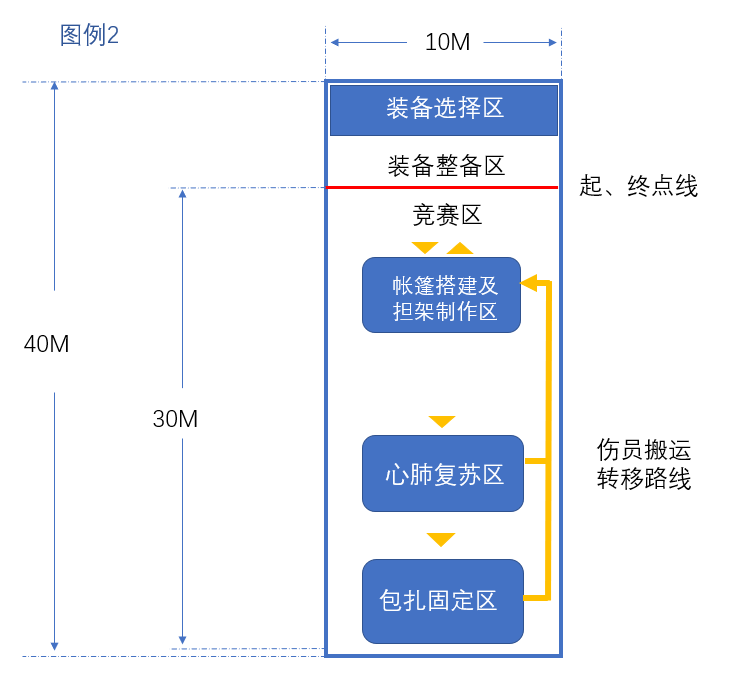 图例2
10M
装备选择区
装备整备区
起、终点线
竞赛区
帐篷搭建及
担架制作区
40M
30M
心肺复苏区
伤员搬运
转移路线
包扎固定区